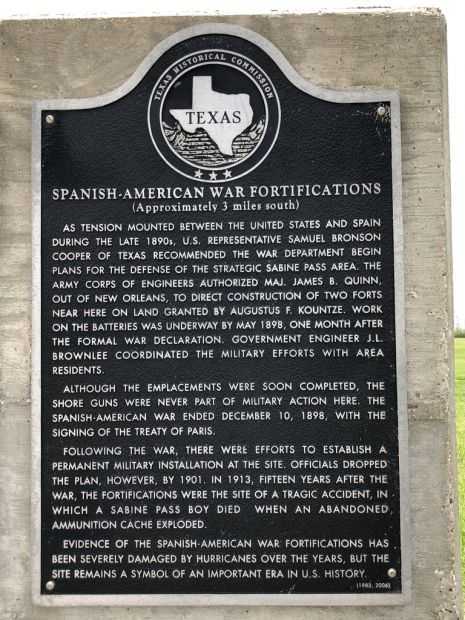 TEXAS HISTORICAL COMMISSION
TEXAS
SPANISH-AMERICAN WAR FORTIFICATIONS
(Approximately 3 miles south)
AS TENSION MOUNTED BETWEEN THE UNITED STATES AND SPAIN
DURING THE LATE 1890s, U.S. REPRESENTATIVE SAMUEL BRONSON
COOPER OF TEXAS RECOMMENDED THE WAR DEPARTMENT BEGIN
PLANS FOR THE DEFENSE OF THE STRATEGIC SABINE PASS AREA. THE
ARMY CORPS OF ENGINEERS AUTHORIZED MAJ. JAMES B. QUINN,
OUT OF NEW ORLEANS, TO DIRECT CONSTRUCTION OF TWO FORTS
NEAR HERE ON LAND GRANTED BY AUGUSTUS F. KOUNTZE. WORK
ON THE BATTERIES WAS UNDERWAY BY MAY 1898, ONE MONTH AFTER
THE FORMAL WAR DECLARATION. GOVERNMENT ENGINEER J.L.
BROWNLEE COORDINATED THE MILITARY EFFORTS WITH AREA
RESIDENTS.
ALTHOUGH THE EMPLACEMENTS WERE SOON COMPLETED, THE
SHORE GUNS WERE NEVER PART OF MILITARY ACTION HERE. THE
SPANISH-AMERICAN WAR ENDED DECEMBER 10, 1898, WITH THE
SIGNING OF THE TREATY OF PARIS.
FOLLOWING THE WAR, THERE WERE EFFORTS TO ESTABLISH A
PERMANENT MILITARY INSTALLATION AT THE SITE. OFFICIALS DROPPED
THE PLAN, HOWEVER, BY 1901. IN 1913, FIFTEEN YEARS AFTER THE
WAR, THE FORTIFICATIONS WERE THE SITE OF A TRAGIC ACCIDENT, IN
WHICH A SABINE PASS BOY DIED WHEN AN ABANDONED
AMMUNITION CACHE EXPLODED.
EVIDENCE OF THE SPANISH-AMERICAN WAR FORTIFICATIONS HAS
BEEN SEVERELY DAMAGED BY HURRICANES OVER THE YEARS, BUT THE
SITE REMAINS A SYMBOL OF AN IMPORTANT ERA IN U.S. HISTORY.
(1983, 2006)